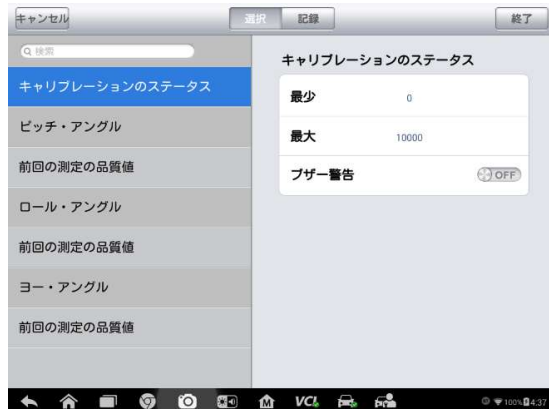 キャンセル
選択
記録
終了
検索
キャリブレーションのステータス
ピッチ・アングル
前回の測定の品質値
ロール・アングル
前回の測定の品質値
ヨー・アングル
前回の測定の品質値
キャリブレーションのステータス
最少 0
最大 10000
ブザー警告 OFF
VCI
100% 4:37